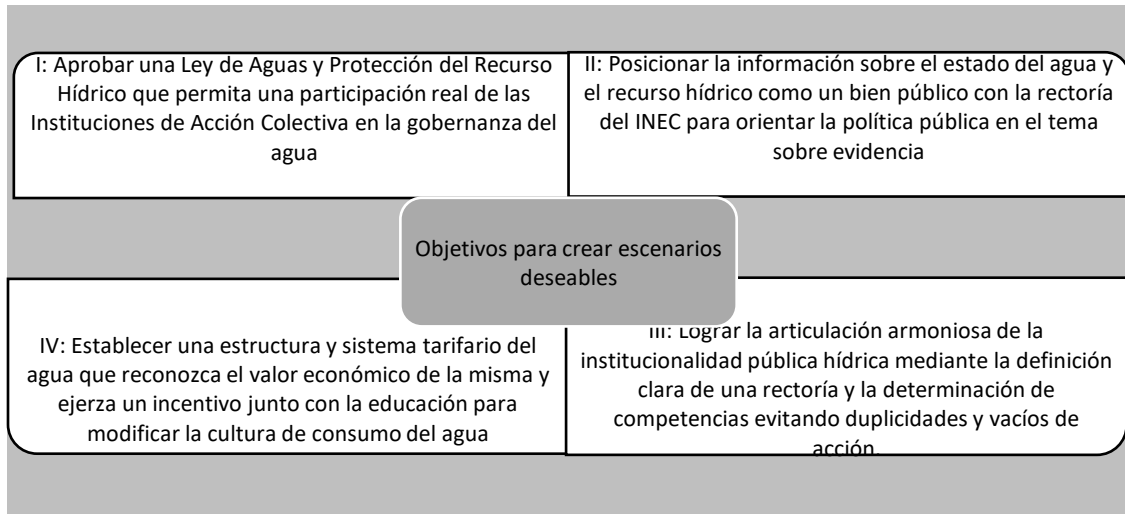 I: Aprobar una Ley de Aguas y Protección del Recurso
Hídrico que permita una participación real de las
Instituciones de Acción Colectiva en la gobernanza del
agua
II: Posicionar la información sobre el estado del agua y
el recurso hídrico como un bien público con la rectoría
del INEC para orientar la política pública en el tema
sobre evidencia
Objetivos para crear escenarios
deseables
IV: Establecer una estructura y sistema tarifario del
agua que reconozca el valor económico de la misma y
ejerza un incentivo junto con la educación para
modificar la cultura de consumo del agua
III: Lograr la articulación armoniosa de la
institucionalidad pública hídrica mediante la definición
clara de una rectoría y la determinación de
competencias evitando duplicidades y vacíos de
acción.